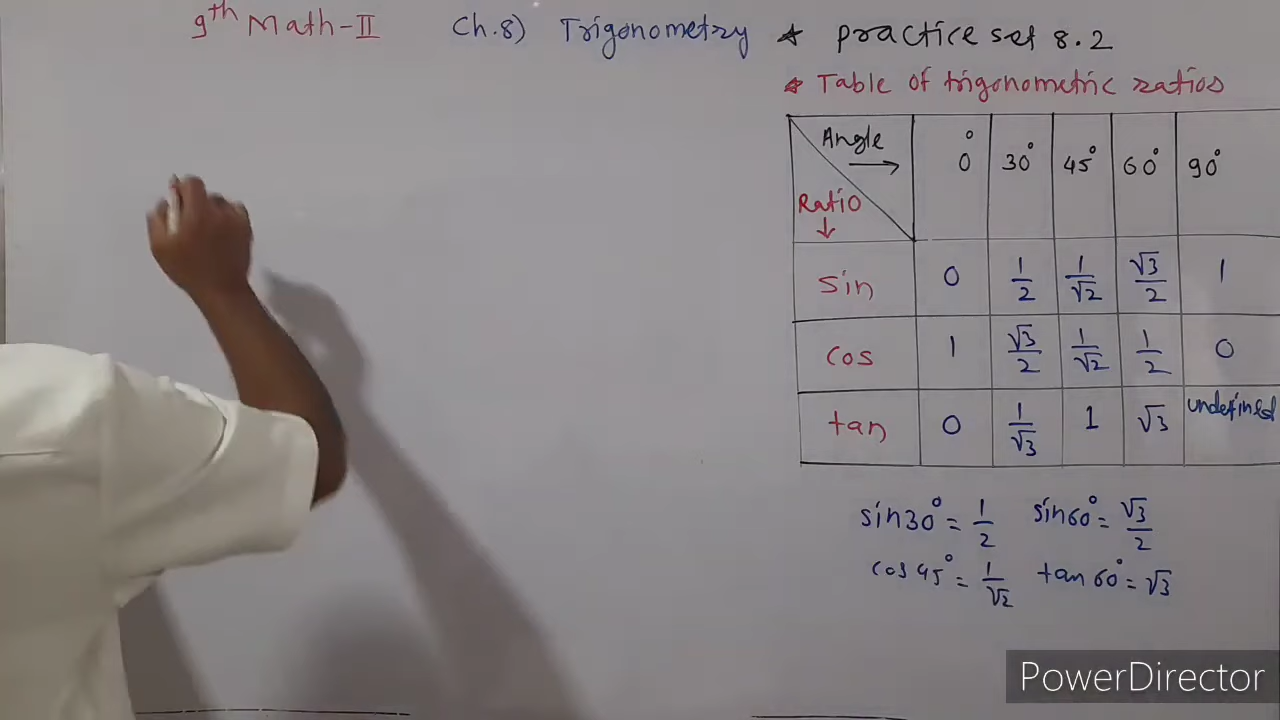 9th Math-II Ch.8) Trigonometry * practice set 8.2
* Table of trigonometric ratios
Angle → 0° 30° 45° 60° 90°
Ratio ↓
sin 0 1/2 1/√2 √3/2 1
cos 1 √3/2 1/√2 1/2 0
tan 0 1/√3 1 √3 undefined
sin30° = 1/2 sin60° = √3/2
cos45° = 1/√2 tan60° = √3
PowerDirector